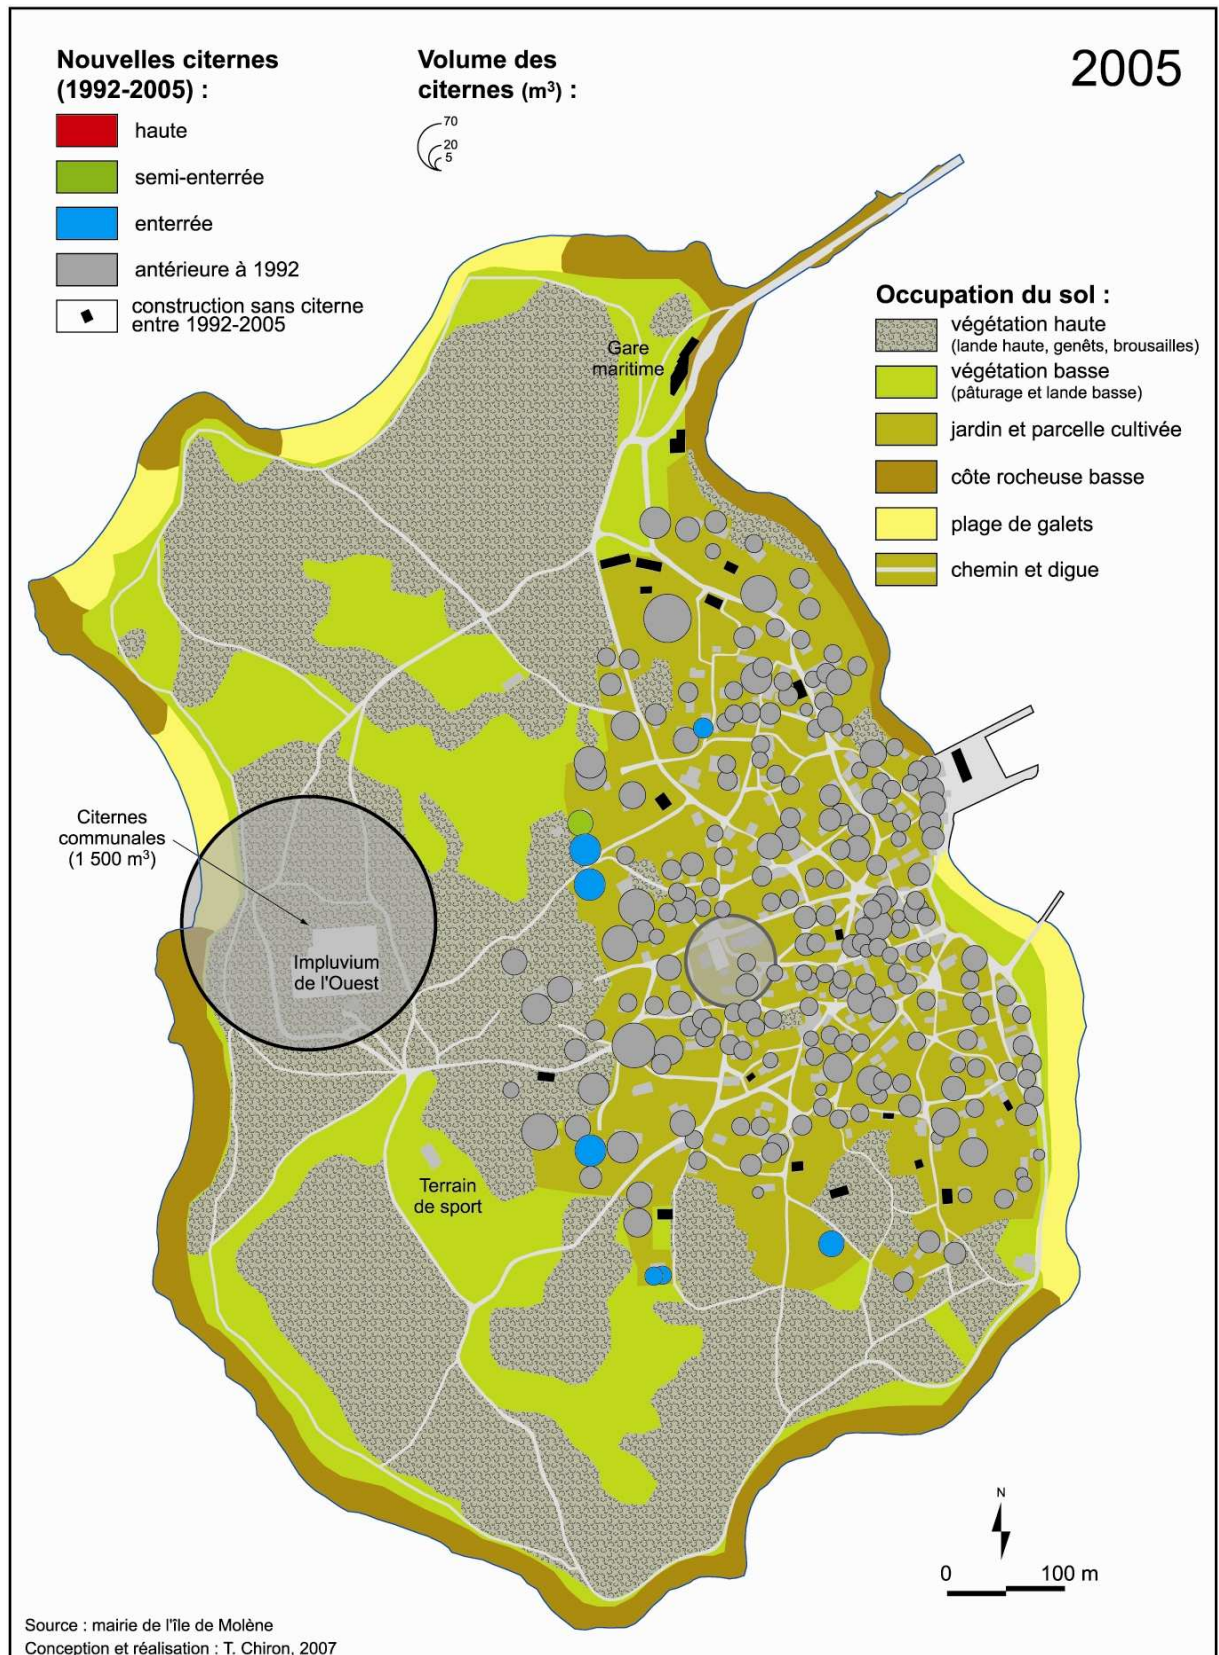 2005
Nouvelles citernes
(1992-2005) :
haute
semi-enterrée
enterrée
antérieure à 1992
construction sans citerne
entre 1992-2005
Volume des
citernes (m³) :
70
20
5
Occupation du sol :
végétation haute
(lande haute, genêts, brousailles)
végétation basse
(pâturage et lande basse)
jardin et parcelle cultivée
côte rocheuse basse
plage de galets
chemin et digue
Gare
maritime
Citernes
communales
(1 500 m³)
Impluvium
de l'Ouest
Terrain
de sport
N
0 100 m
Source : mairie de l'île de Molène
Conception et réalisation : T. Chiron, 2007